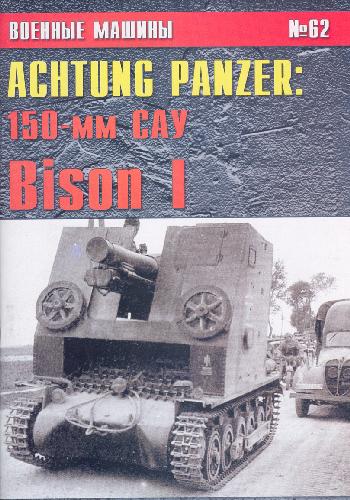 ВОЕННЫЕ МАШИНЫ
№62
ACHTUNG PANZER:
150-мм САУ
Bison I